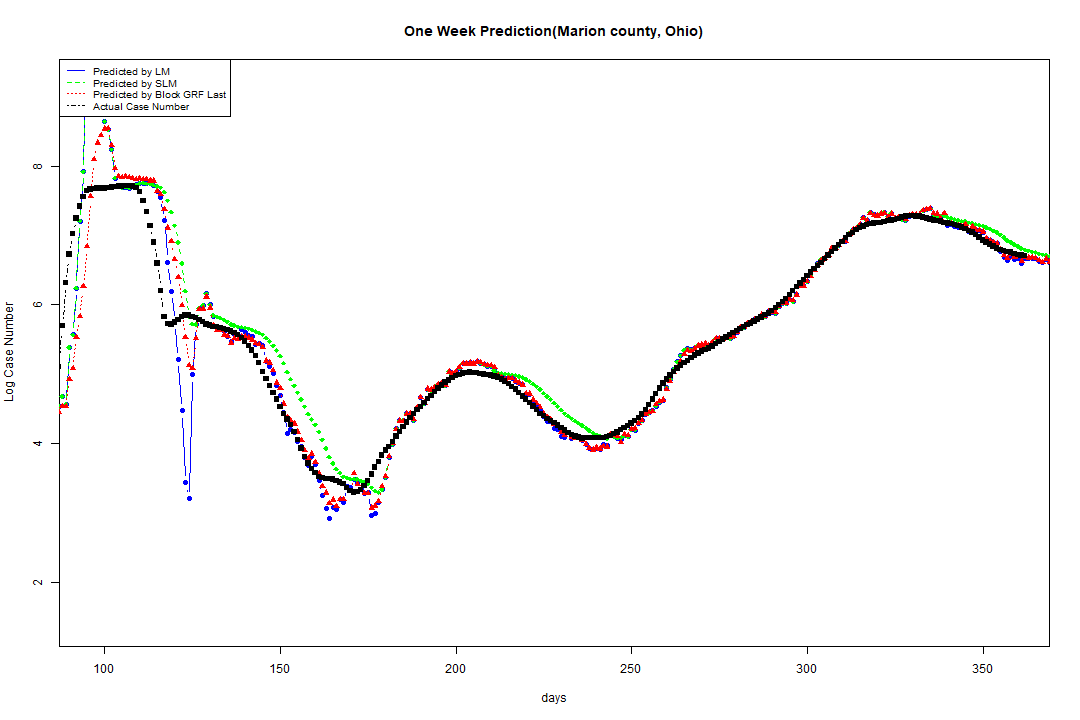 One Week Prediction(Marion county, Ohio)
Predicted by LM
Predicted by SLM
Predicted by Block GRF Last
Actual Case Number
Log Case Number
8
6
4
2
100 150 200 250 300 350
days